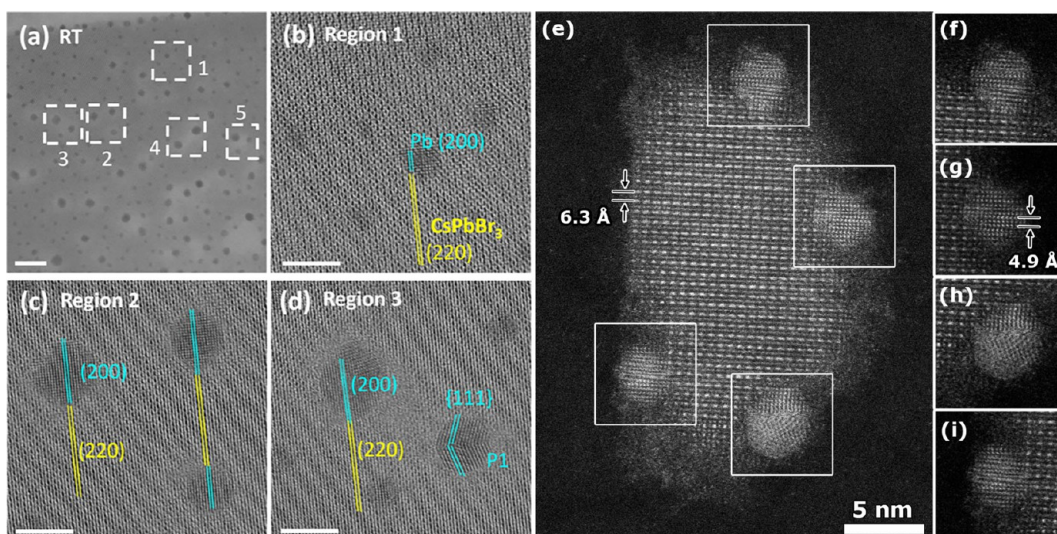 (a) RT
1
5
3
2
4
(b) Region 1
Pb (200)
CsPbBr3
(220)
(c) Region 2
(200)
(220)
(d) Region 3
(200)
{111}
(220)
P1
(e)
6.3 Å
5 nm
(f)
(g)
4.9 Å
(h)
(i)